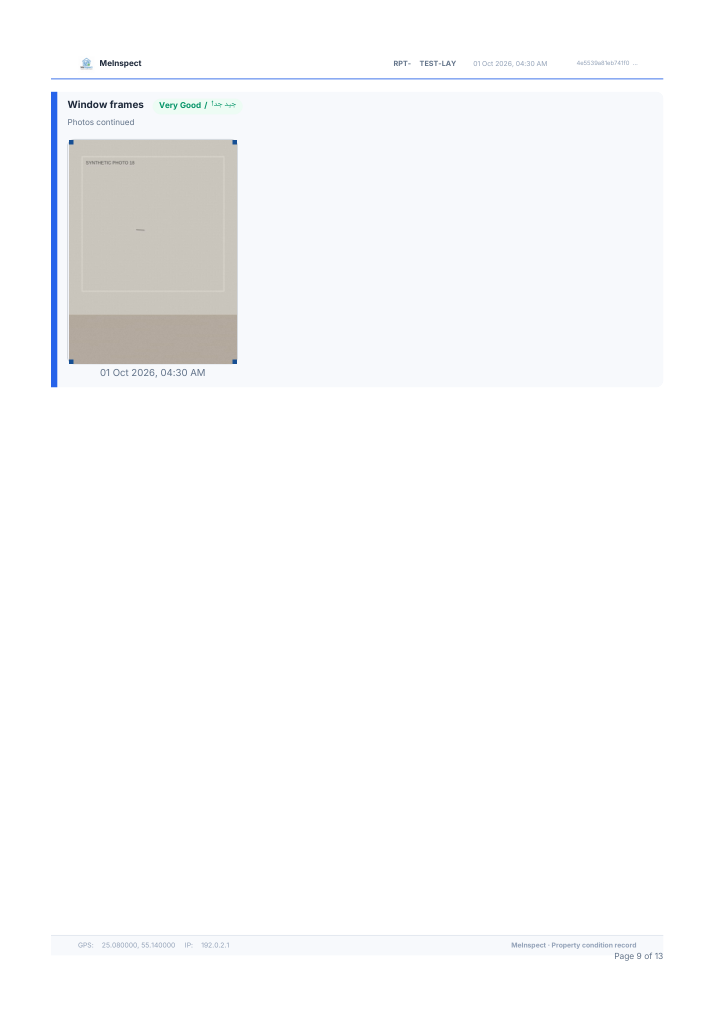 MeInspect
RPT- TEST-LAY 01 Oct 2026, 04:30 AM
Window frames Very Good / جيد جداً
Photos continued
SYNTHETIC PHOTO 18
01 Oct 2026, 04:30 AM
GPS: 25.080000, 55.140000 IP: 192.0.2.1
MeInspect · Property condition record
Page 9 of 13